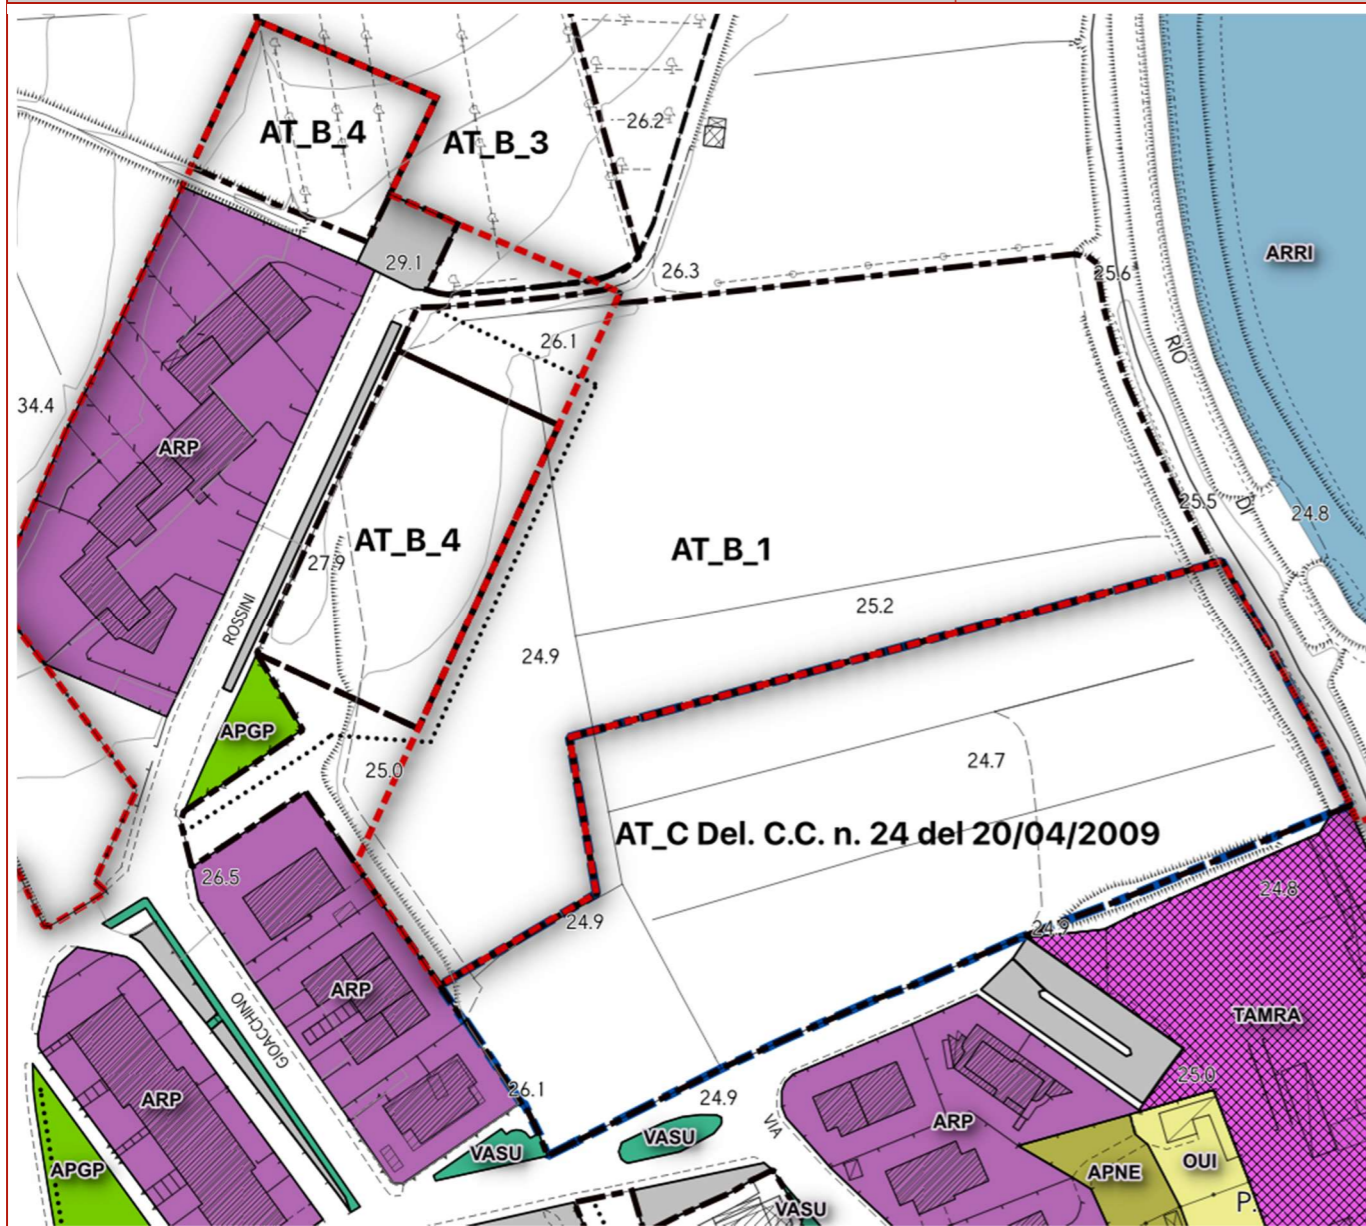 AT_B_4
AT_B_3
26.2
ARRI
29.1
26.3
25.6
26.1
RIO
34.4
ARP
DI
25.5
24.8
AT_B_4
AT_B_1
27.9
ROSSINI
25.2
24.9
APGP
25.0
24.7
AT_C Del. C.C. n. 24 del 20/04/2009
26.5
24.8
24.9
24.9
ARP
GIOACCHINO
TAMRA
25.0
26.1
24.9
ARP
VIA
ARP
VASU
VASU
APGP
APNE
OUI
P.
VASU